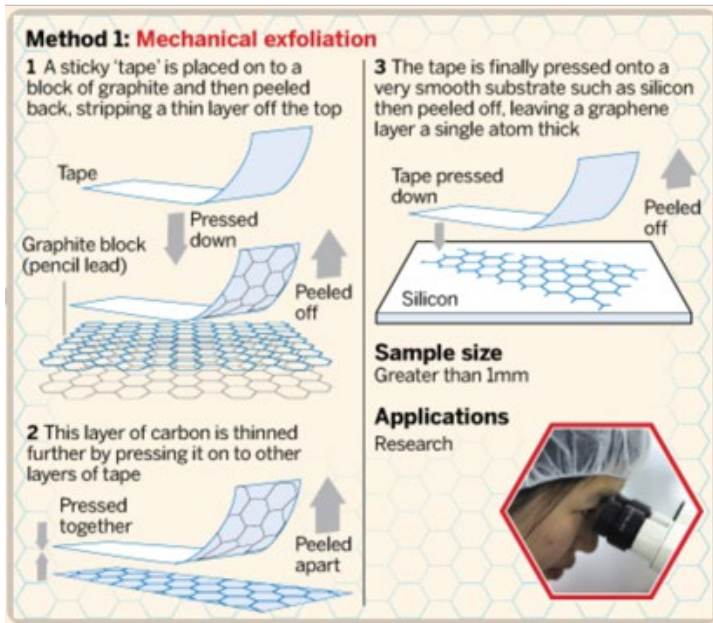 Method 1: Mechanical exfoliation
1 A sticky 'tape' is placed on to a
block of graphite and then peeled
back, stripping a thin layer off the top
Tape
Pressed
down
Graphite block
(pencil lead)
Peeled
off
2 This layer of carbon is thinned
further by pressing it on to other
layers of tape
Pressed
together
Peeled
apart
3 The tape is finally pressed onto a
very smooth substrate such as silicon
then peeled off, leaving a graphene
layer a single atom thick
Tape pressed
down
Peeled
off
Silicon
Sample size
Greater than 1mm
Applications
Research